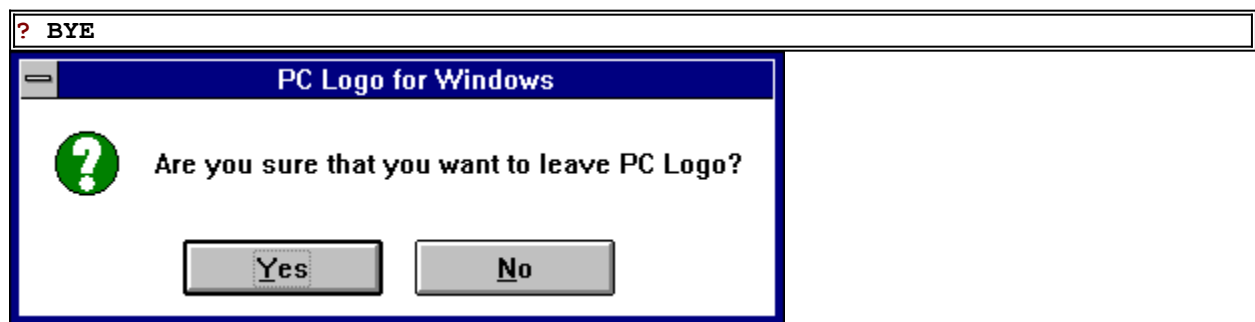 ? BYE
PC Logo for Windows
Are you sure that you want to leave PC Logo?
Yes No